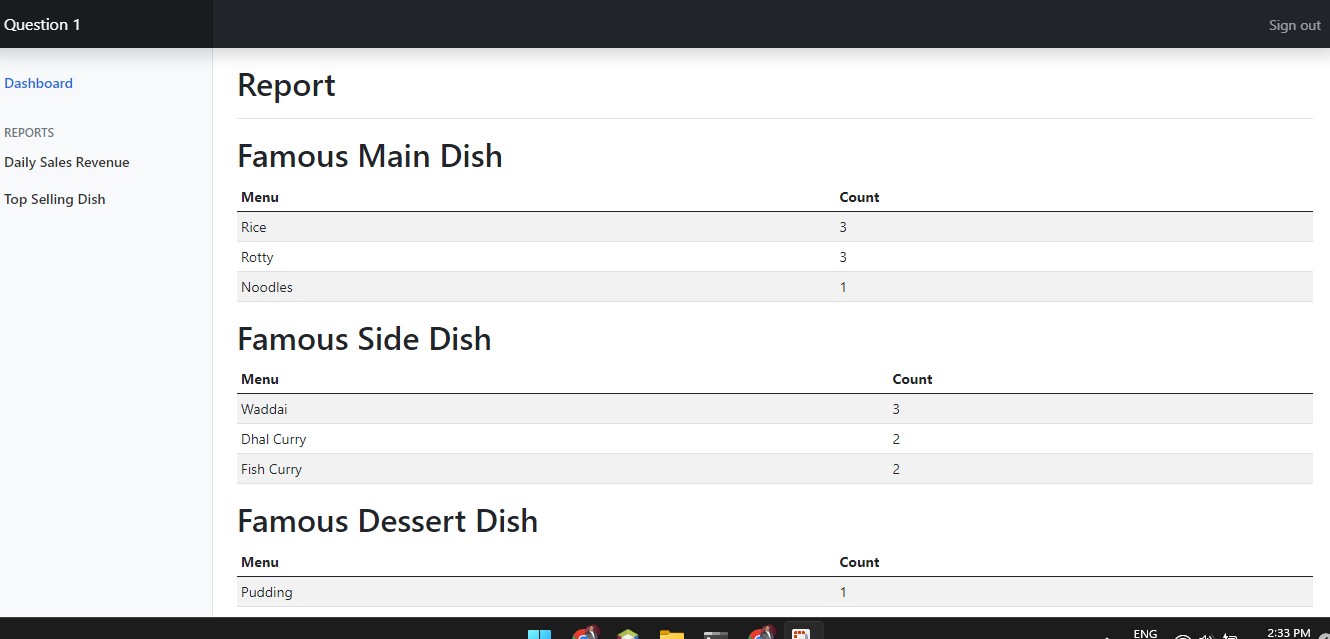 Question 1
Sign out
Dashboard
REPORTS
Daily Sales Revenue
Top Selling Dish
Report
Famous Main Dish
Menu Count
Rice 3
Rotty 3
Noodles 1
Famous Side Dish
Menu Count
Waddai 3
Dhal Curry 2
Fish Curry 2
Famous Dessert Dish
Menu Count
Pudding 1
ENG
2:33 PM